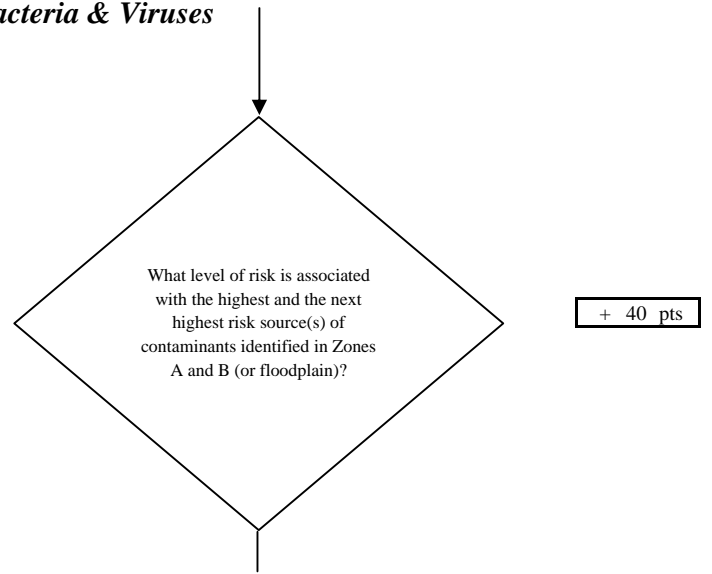 & Viruses
What level of risk is associated
with the highest and the next
highest risk source(s) of
contaminants identified in Zones
A and B (or floodplain)?
+ 40 pts